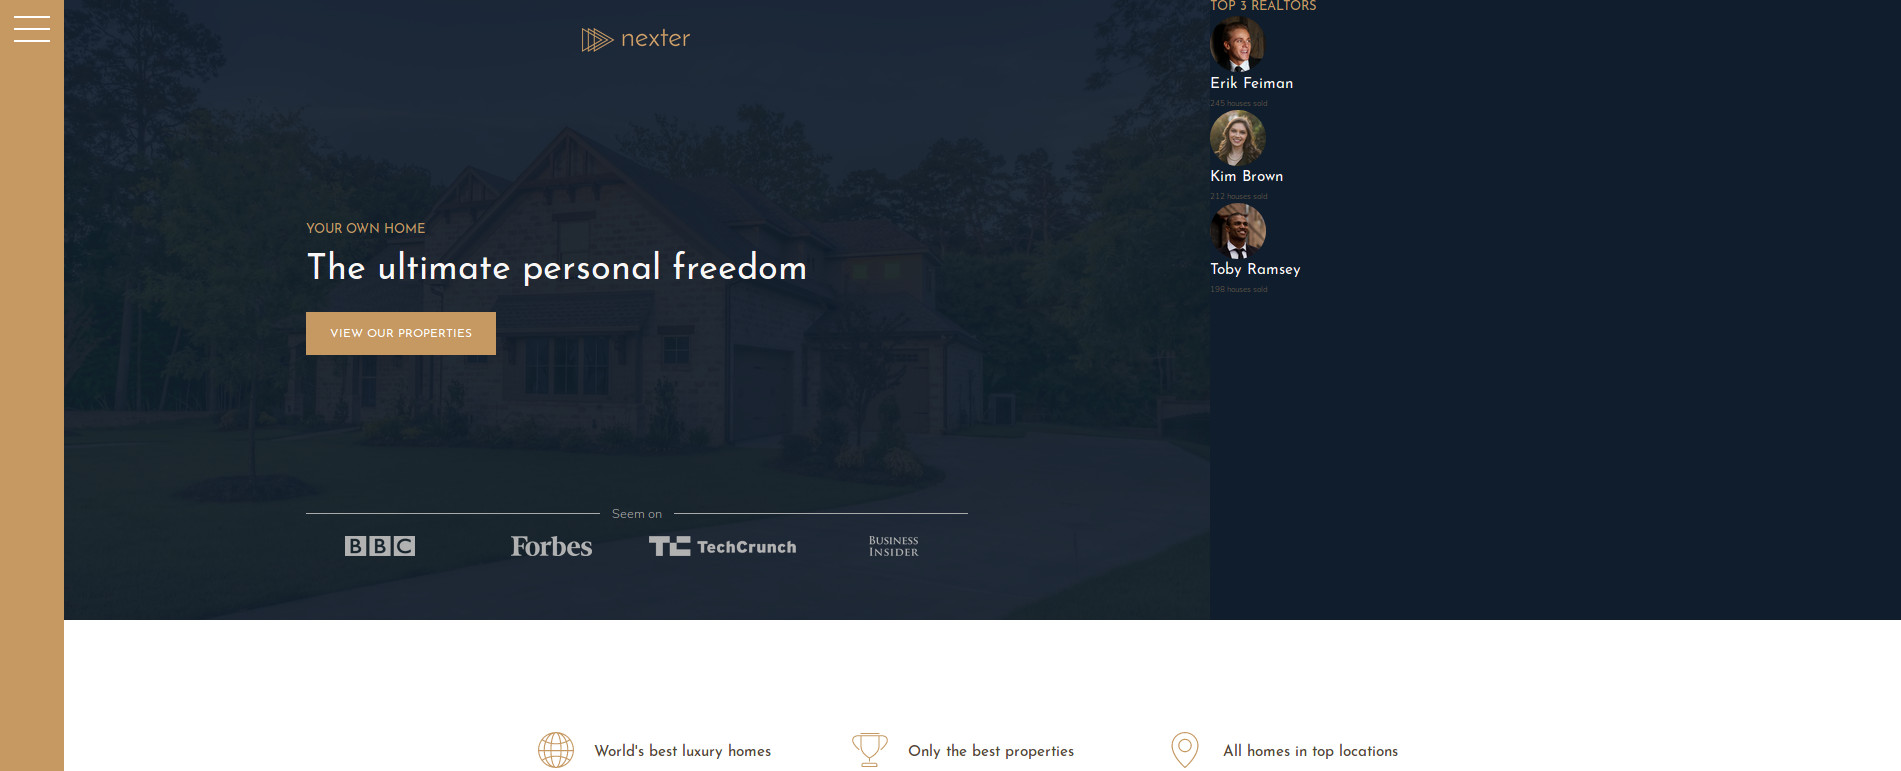 nexter
YOUR OWN HOME
The ultimate personal freedom
VIEW OUR PROPERTIES
Seem on
BBC
Forbes
TC TechCrunch
BUSINESS
INSIDER
TOP 3 REALTORS
Erik Feiman
245 houses sold
Kim Brown
212 houses sold
Toby Ramsey
198 houses sold
World's best luxury homes
Only the best properties
All homes in top locations